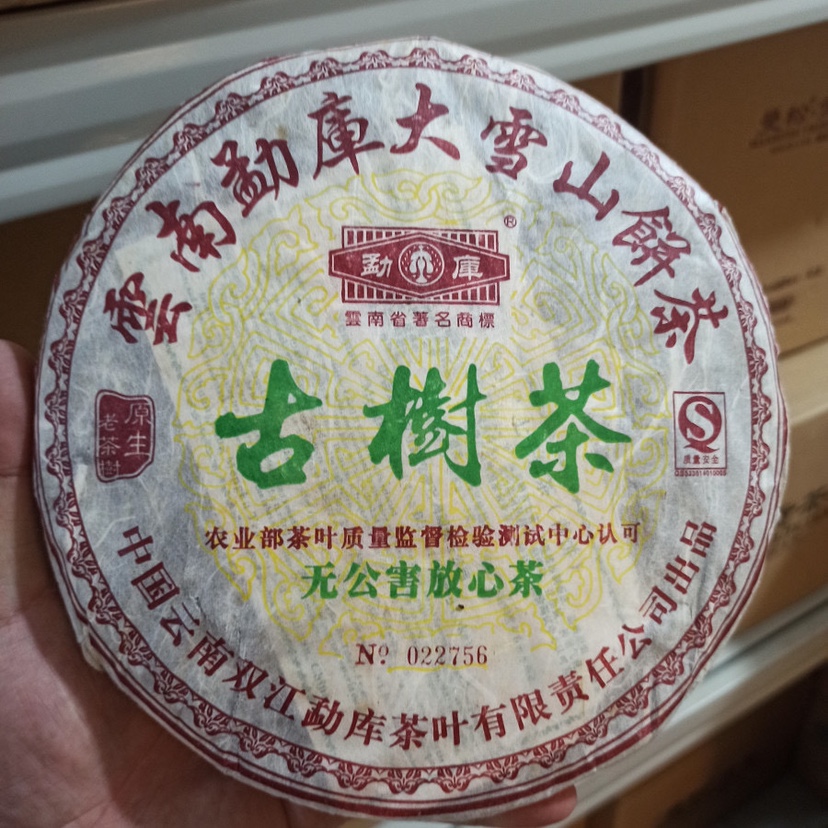 雲南勐庫大雪山餅茶
勐庫
®
雲南省著名商標
古樹茶
原生
老茶樹
质量安全
农业部茶叶质量监督检验测试中心认可
无公害放心茶
Nº 022756
中国云南双江勐库茶叶有限责任公司出品